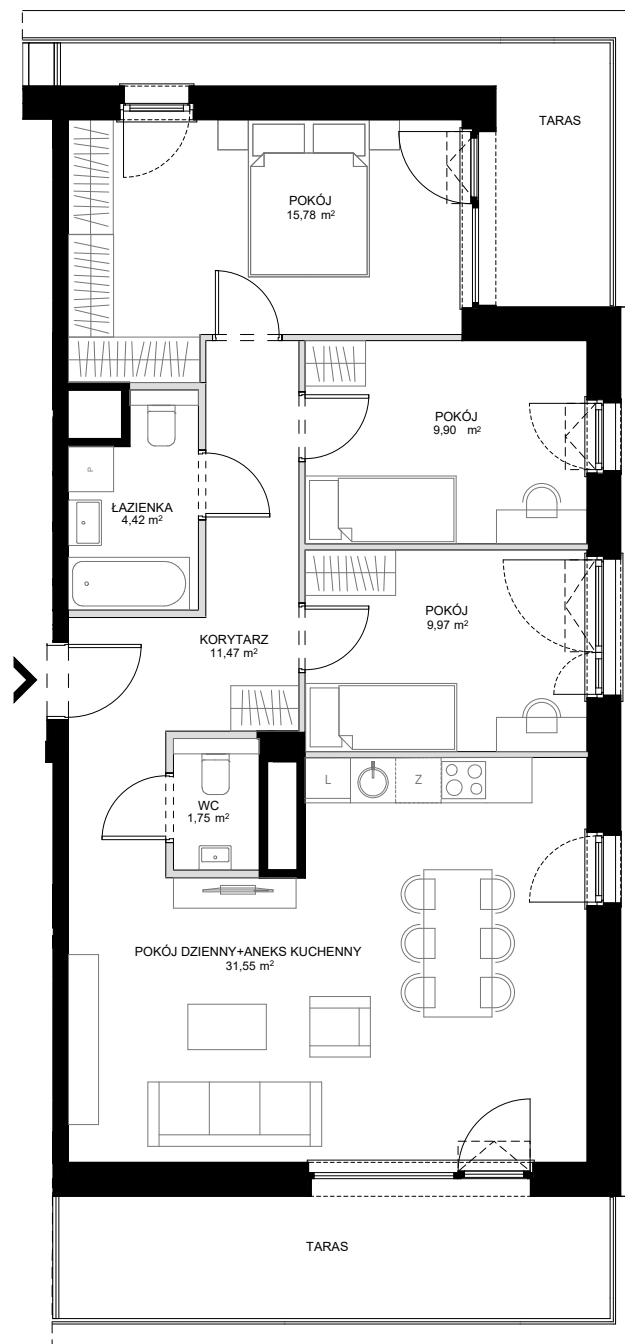 TARAS
POKÓJ
15,78 m²
POKÓJ
9,90 m²
P
ŁAZIENKA
4,42 m²
POKÓJ
9,97 m²
KORYTARZ
11,47 m²
L
Z
WC
1,75 m²
POKÓJ DZIENNY+ANEKS KUCHENNY
31,55 m²
TARAS